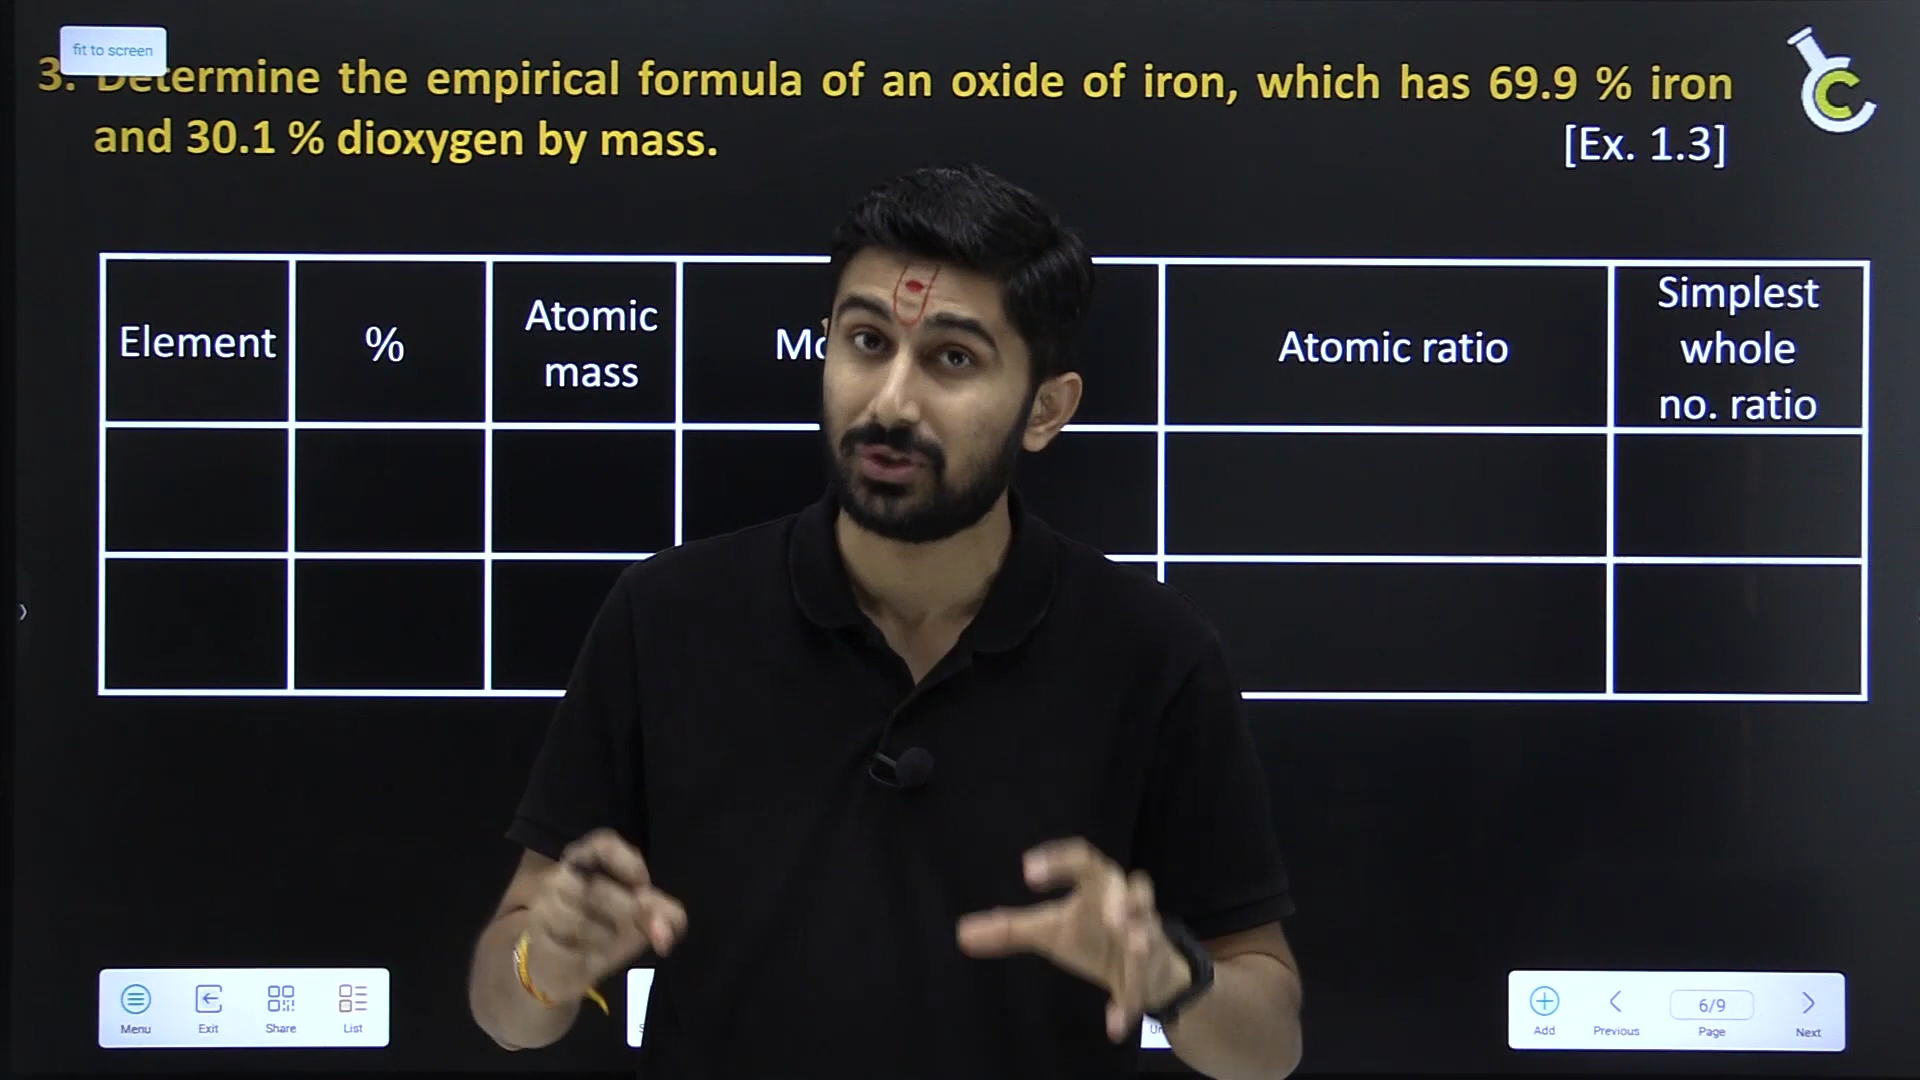 fit to screen
3. Determine the empirical formula of an oxide of iron, which has 69.9 % iron
and 30.1 % dioxygen by mass.
[Ex. 1.3]
Element
%
Atomic
mass
Atomic ratio
Simplest
whole
no. ratio
Menu
Exit
Share
List
Add
Previous
6/9
Page
Next
C